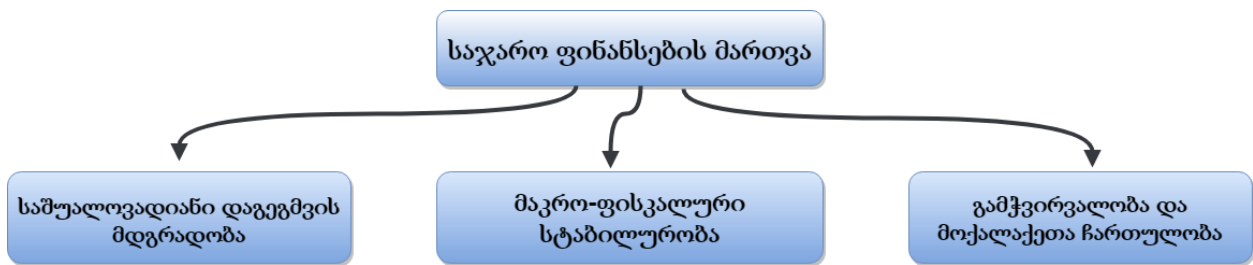 საჯარო ფინანსების მართვა
საშუალოვადიანი დაგეგმვის
მდგრადობა
მაკრო-ფისკალური
სტაბილურობა
გამჭვირვალობა და
მოქალაქეთა ჩართულობა